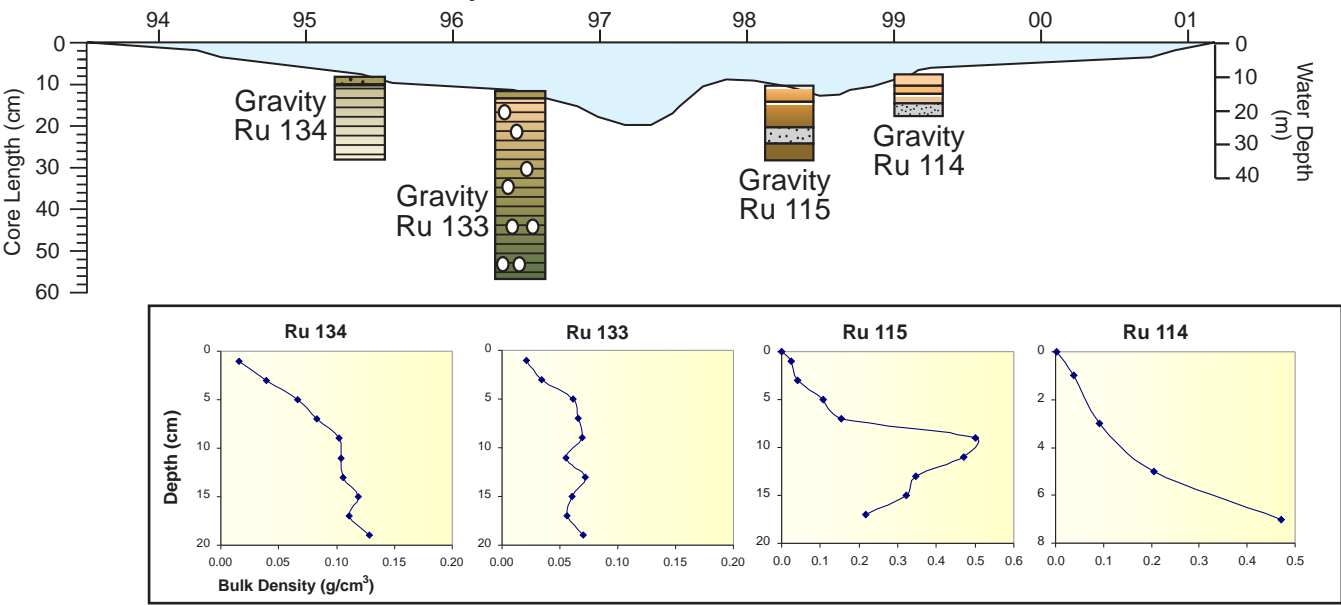 94 95 96 97 98 99 00 01
0 10 20 30 40 50 60
Core Length (cm)
0 10 20 30 40
Water Depth
(m)
Gravity
Ru 134
Gravity
Ru 133
Gravity
Ru 115
Gravity
Ru 114
Ru 134
0 5 10 15 20
Depth (cm)
0.00 0.05 0.10 0.15 0.20
Bulk Density (g/cm³)
Ru 133
0 5 10 15 20
0.00 0.05 0.10 0.15 0.20
Ru 115
0 5 10 15 20
0.0 0.1 0.2 0.3 0.4 0.5 0.6
Ru 114
0 2 4 6 8
0.0 0.1 0.2 0.3 0.4 0.5